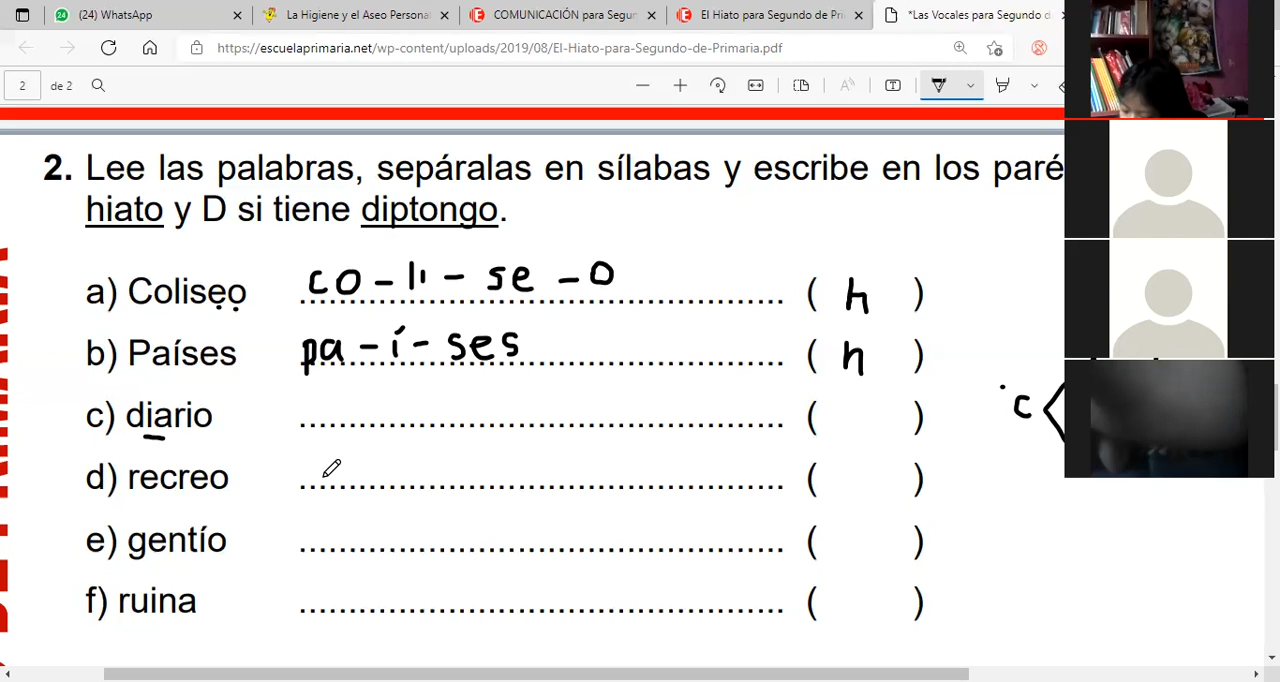 (24) WhatsApp
La Higiene y el Aseo Personal
COMUNICACIÓN para Segun
El Hiato para Segundo de Pri
*Las Vocales para Segundo d
https://escuelaprimaria.net/wp-content/uploads/2019/08/El-Hiato-para-Segundo-de-Primaria.pdf
2 de 2
2. Lee las palabras, sepáralas en sílabas y escribe en los paré
hiato y D si tiene diptongo.
a) Coliseo co - li - se - o ( h )
b) Países pa - í - ses ( h )
c) diario ( )
c <
d) recreo ( )
e) gentío ( )
f) ruina ( )